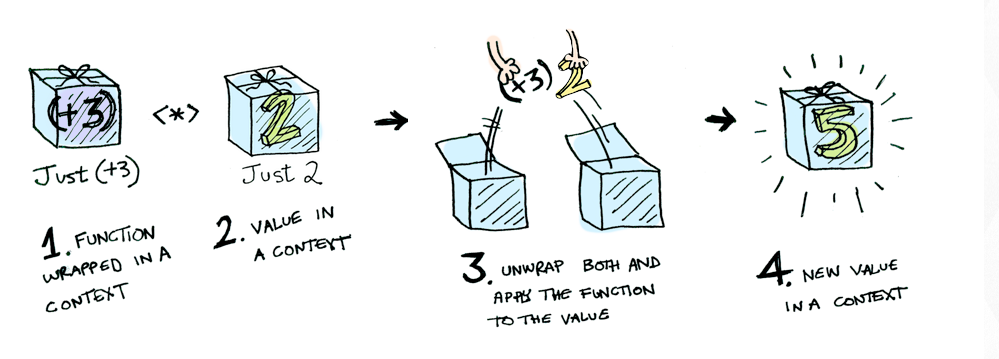 (+3)
<*>
2
Just (+3)
Just 2
1. FUNCTION
WRAPPED IN A
CONTEXT
2. VALUE IN
A CONTEXT
(+3) 2
3. UNWRAP BOTH AND
APPLY THE FUNCTION
TO THE VALUE
5
4. NEW VALUE
IN A CONTEXT